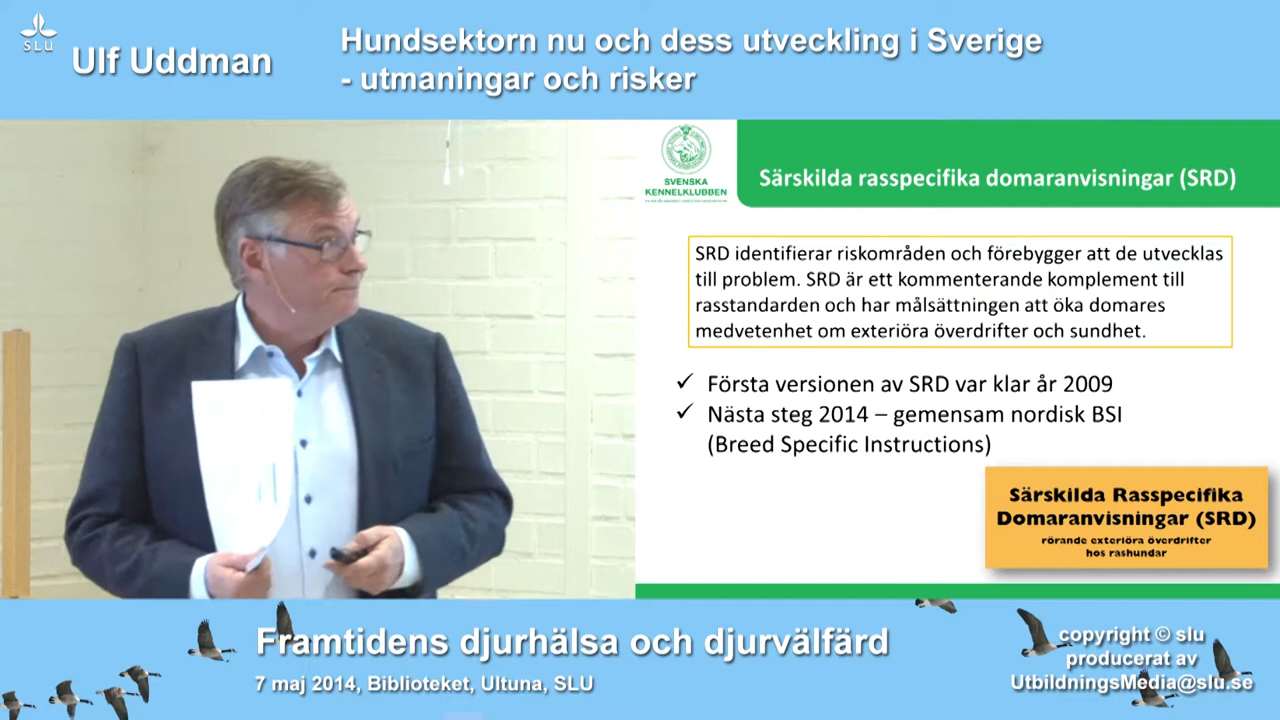 SLU
Ulf Uddman
Hundsektorn nu och dess utveckling i Sverige
- utmaningar och risker
SVENSKA
KENNELKLUBBEN
Särskilda rasspecifika domaranvisningar (SRD)
SRD identifierar riskområden och förebygger att de utvecklas
till problem. SRD är ett kommenterande komplement till
rasstandarden och har målsättningen att öka domares
medvetenhet om exteriöra överdrifter och sundhet.
✓ Första versionen av SRD var klar år 2009
✓ Nästa steg 2014 – gemensam nordisk BSI
(Breed Specific Instructions)
Särskilda Rasspecifika
Domaranvisningar (SRD)
rörande exteriöra överdrifter
hos rashundar
Framtidens djurhälsa och djurvälfärd
7 maj 2014, Biblioteket, Ultuna, SLU
copyright © slu
producerat av
UtbildningsMedia@slu.se